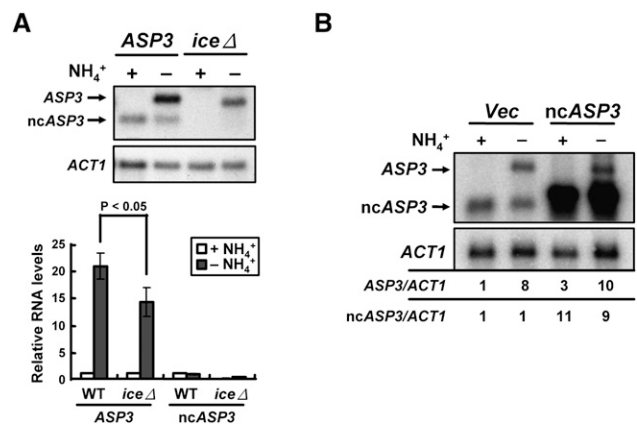 A
ASP3 iceΔ
NH₄⁺ + − + −
ASP3
ncASP3
ACT1
P < 0.05
25
20
15
10
5
0
Relative RNA levels
+ NH₄⁺
− NH₄⁺
WT iceΔ WT iceΔ
ASP3 ncASP3
B
Vec ncASP3
NH₄⁺ + − + −
ASP3
ncASP3
ACT1
ASP3/ACT1 1 8 3 10
ncASP3/ACT1 1 1 11 9